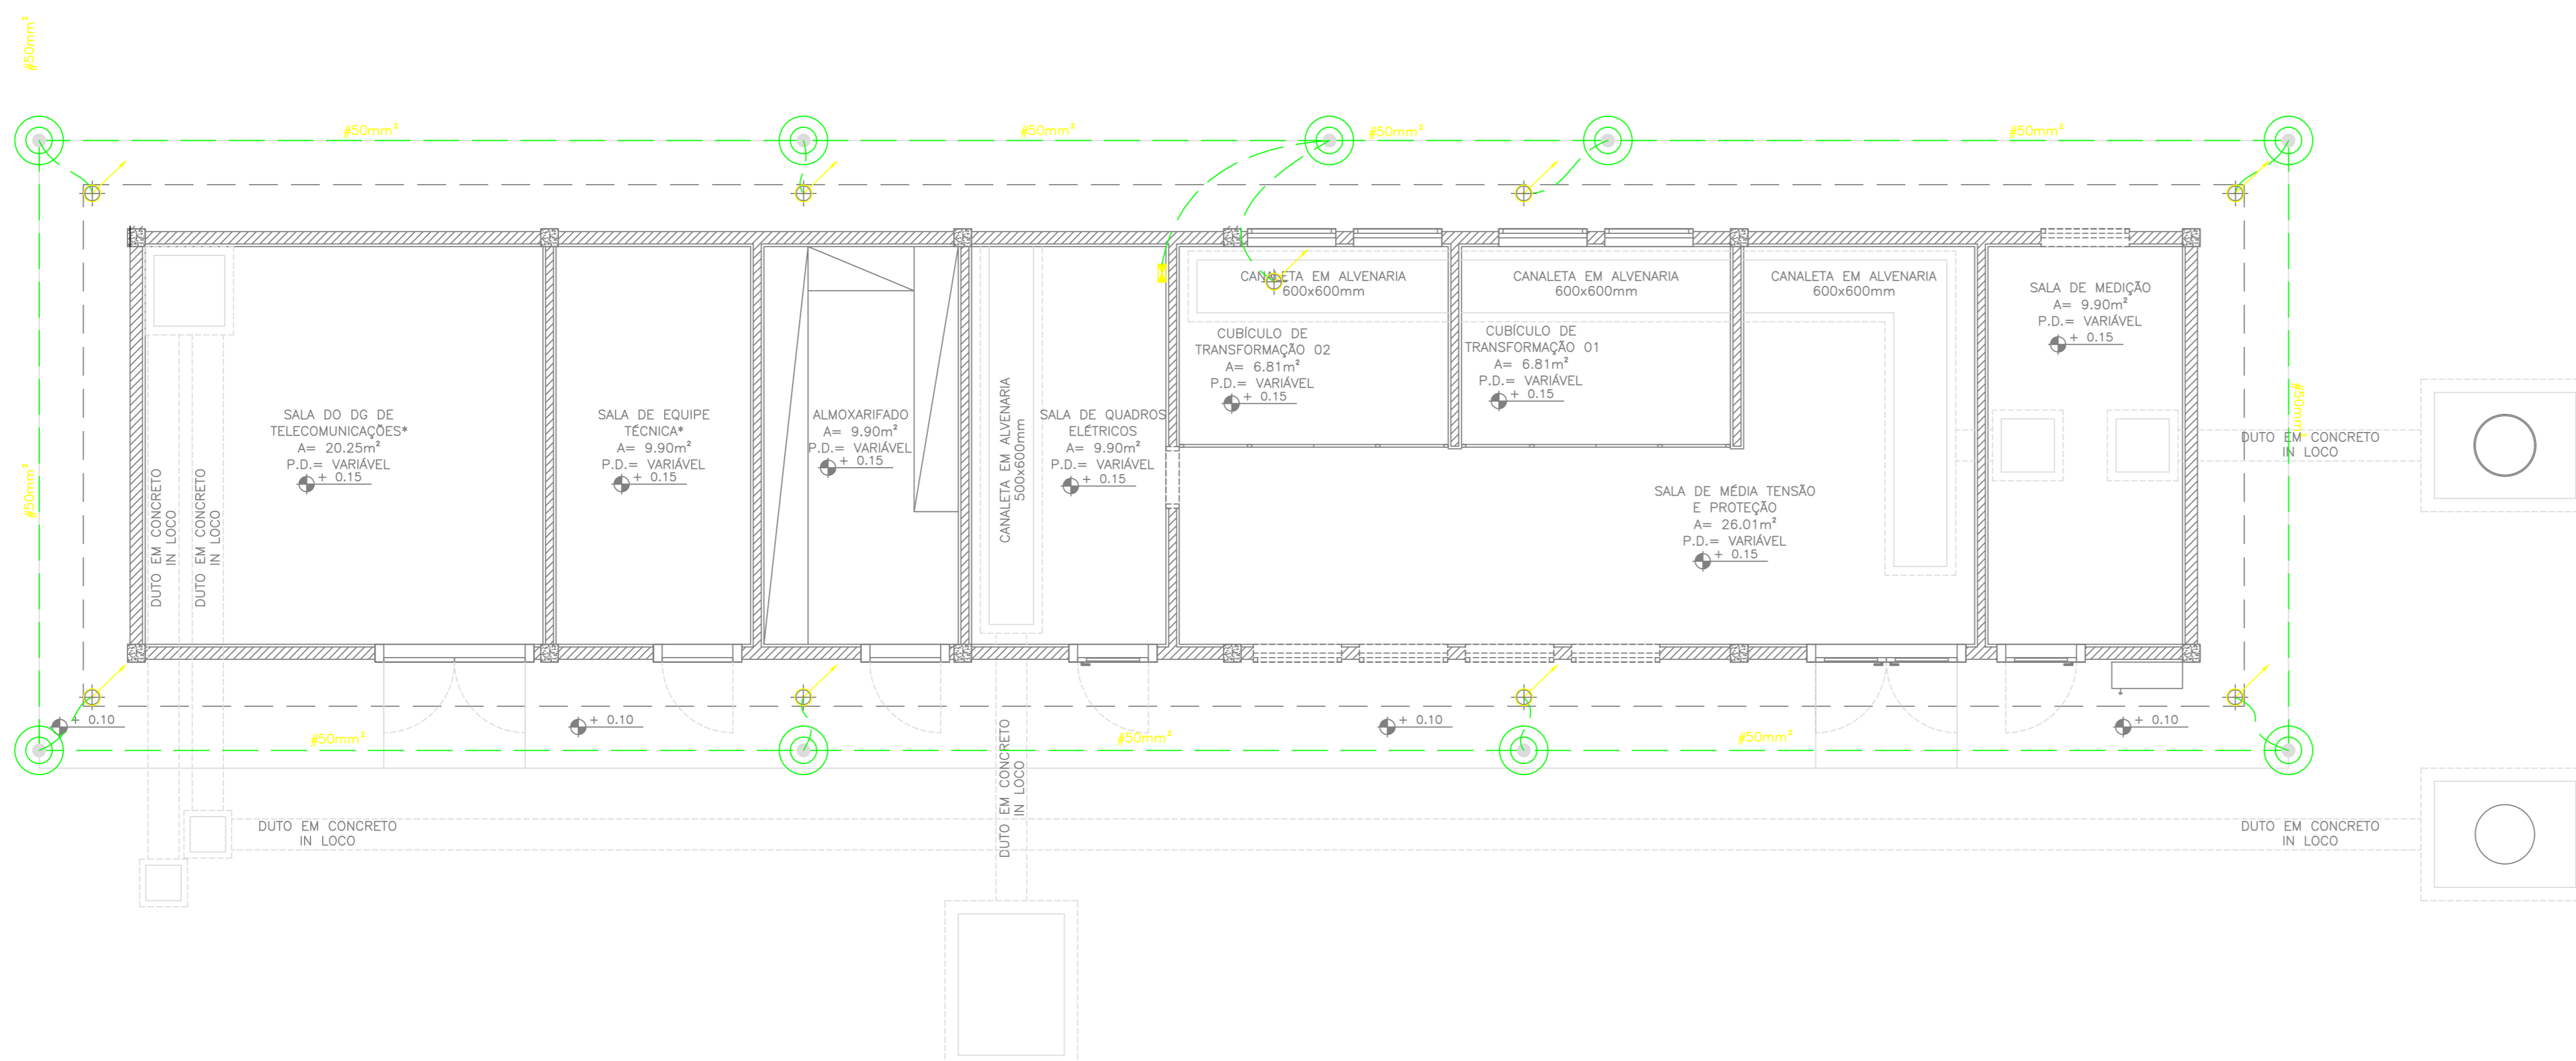 #50mm²
#50mm²
#50mm²
#50mm²
#50mm²
CANALETA EM ALVENARIA
600x600mm
CANALETA EM ALVENARIA
600x600mm
CANALETA EM ALVENARIA
600x600mm
SALA DE MEDIÇÃO
A= 9.90m²
P.D.= VARIÁVEL
+ 0.15
CUBÍCULO DE
TRANSFORMAÇÃO 02
A= 6.81m²
P.D.= VARIÁVEL
+ 0.15
CUBÍCULO DE
TRANSFORMAÇÃO 01
A= 6.81m²
P.D.= VARIÁVEL
+ 0.15
SALA DO DG DE
TELECOMUNICAÇÕES*
A= 20.25m²
P.D.= VARIÁVEL
+ 0.15
SALA DE EQUIPE
TÉCNICA*
A= 9.90m²
P.D.= VARIÁVEL
+ 0.15
ALMOXARIFADO
A= 9.90m²
P.D.= VARIÁVEL
+ 0.15
CANALETA EM ALVENARIA
500x600mm
SALA DE QUADROS
ELÉTRICOS
A= 9.90m²
P.D.= VARIÁVEL
+ 0.15
SALA DE MÉDIA TENSÃO
E PROTEÇÃO
A= 26.01m²
P.D.= VARIÁVEL
+ 0.15
#50mm²
DUTO EM CONCRETO
IN LOCO
#50mm²
DUTO EM CONCRETO
IN LOCO
DUTO EM CONCRETO
IN LOCO
+ 0.10
+ 0.10
+ 0.10
+ 0.10
#50mm²
#50mm²
#50mm²
DUTO EM CONCRETO
IN LOCO
DUTO EM CONCRETO
IN LOCO
DUTO EM CONCRETO
IN LOCO